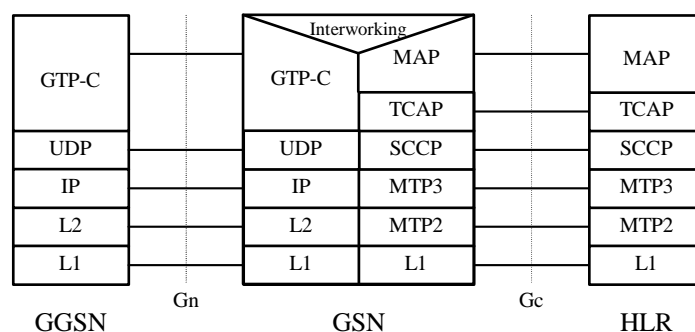 Interworking
GTP-C GTP-C MAP MAP
TCAP TCAP
UDP UDP SCCP SCCP
IP IP MTP3 MTP3
L2 L2 MTP2 MTP2
L1 L1 L1 L1
Gn Gc
GGSN GSN HLR